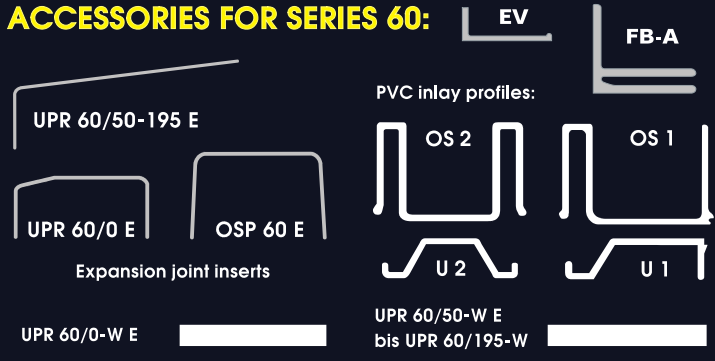 ACCESSORIES FOR SERIES 60:
EV
FB-A
UPR 60/50-195 E
PVC inlay profiles:
OS 2
OS 1
UPR 60/0 E
OSP 60 E
U 2
U 1
Expansion joint inserts
UPR 60/0-W E
UPR 60/50-W E
bis UPR 60/195-W